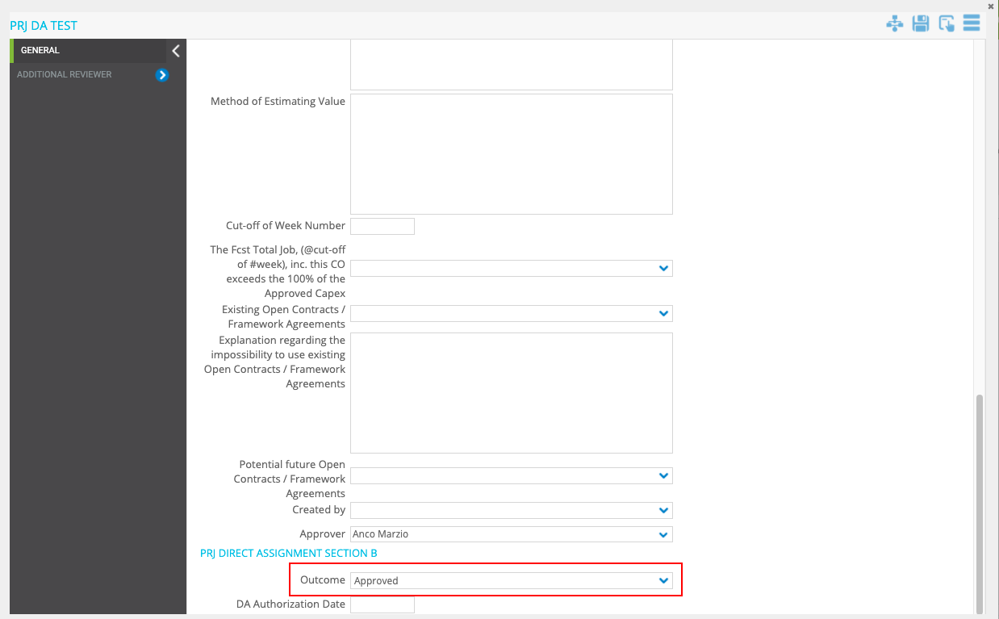 PRJ DA TEST
GENERAL
ADDITIONAL REVIEWER
Method of Estimating Value
Cut-off of Week Number
The Fcst Total Job, (@cut-off
of #week), inc. this CO
exceeds the 100% of the
Approved Capex
Existing Open Contracts /
Framework Agreements
Explanation regarding the
impossibility to use existing
Open Contracts / Framework
Agreements
Potential future Open
Contracts / Framework
Agreements
Created by
Approver Anco Marzio
PRJ DIRECT ASSIGNMENT SECTION B
Outcome Approved
DA Authorization Date